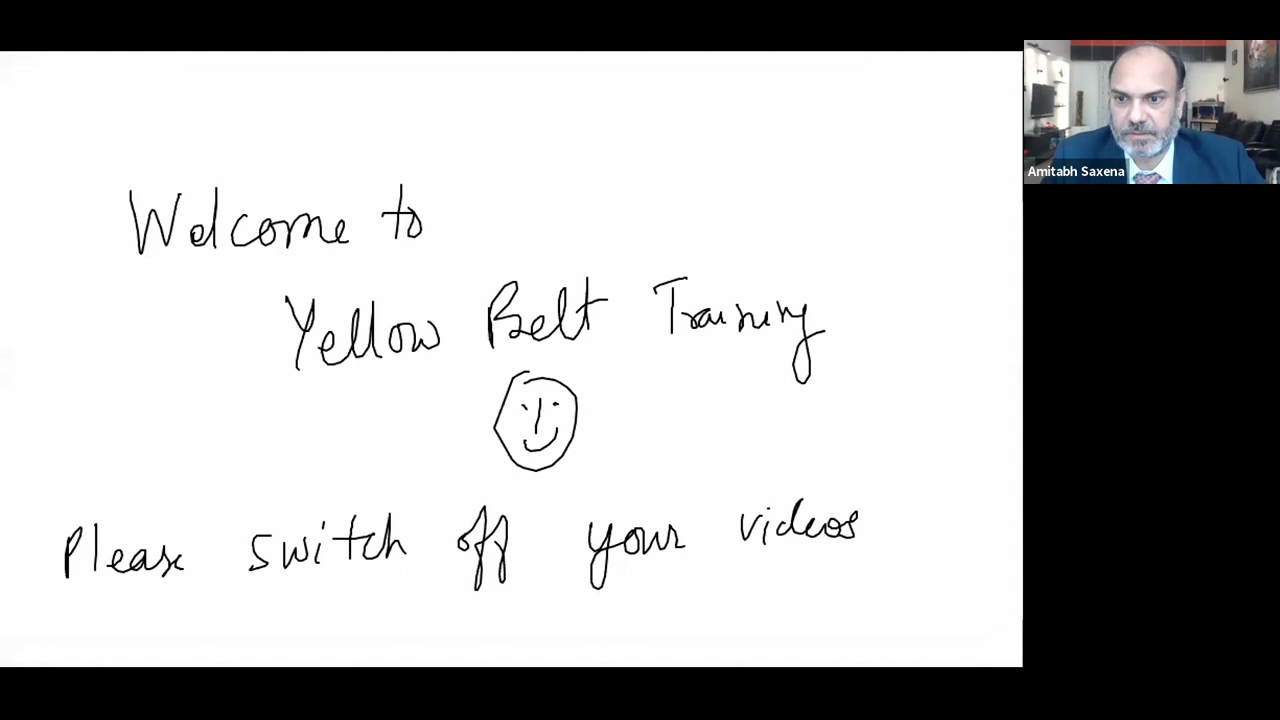 Welcome to
Yellow Belt Training
Please switch off your videos
Amitabh Saxena